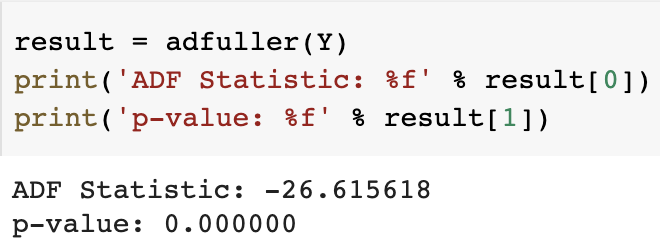 result = adfuller(Y)
print('ADF Statistic: %f' % result[0])
print('p-value: %f' % result[1])
ADF Statistic: -26.615618
p-value: 0.000000